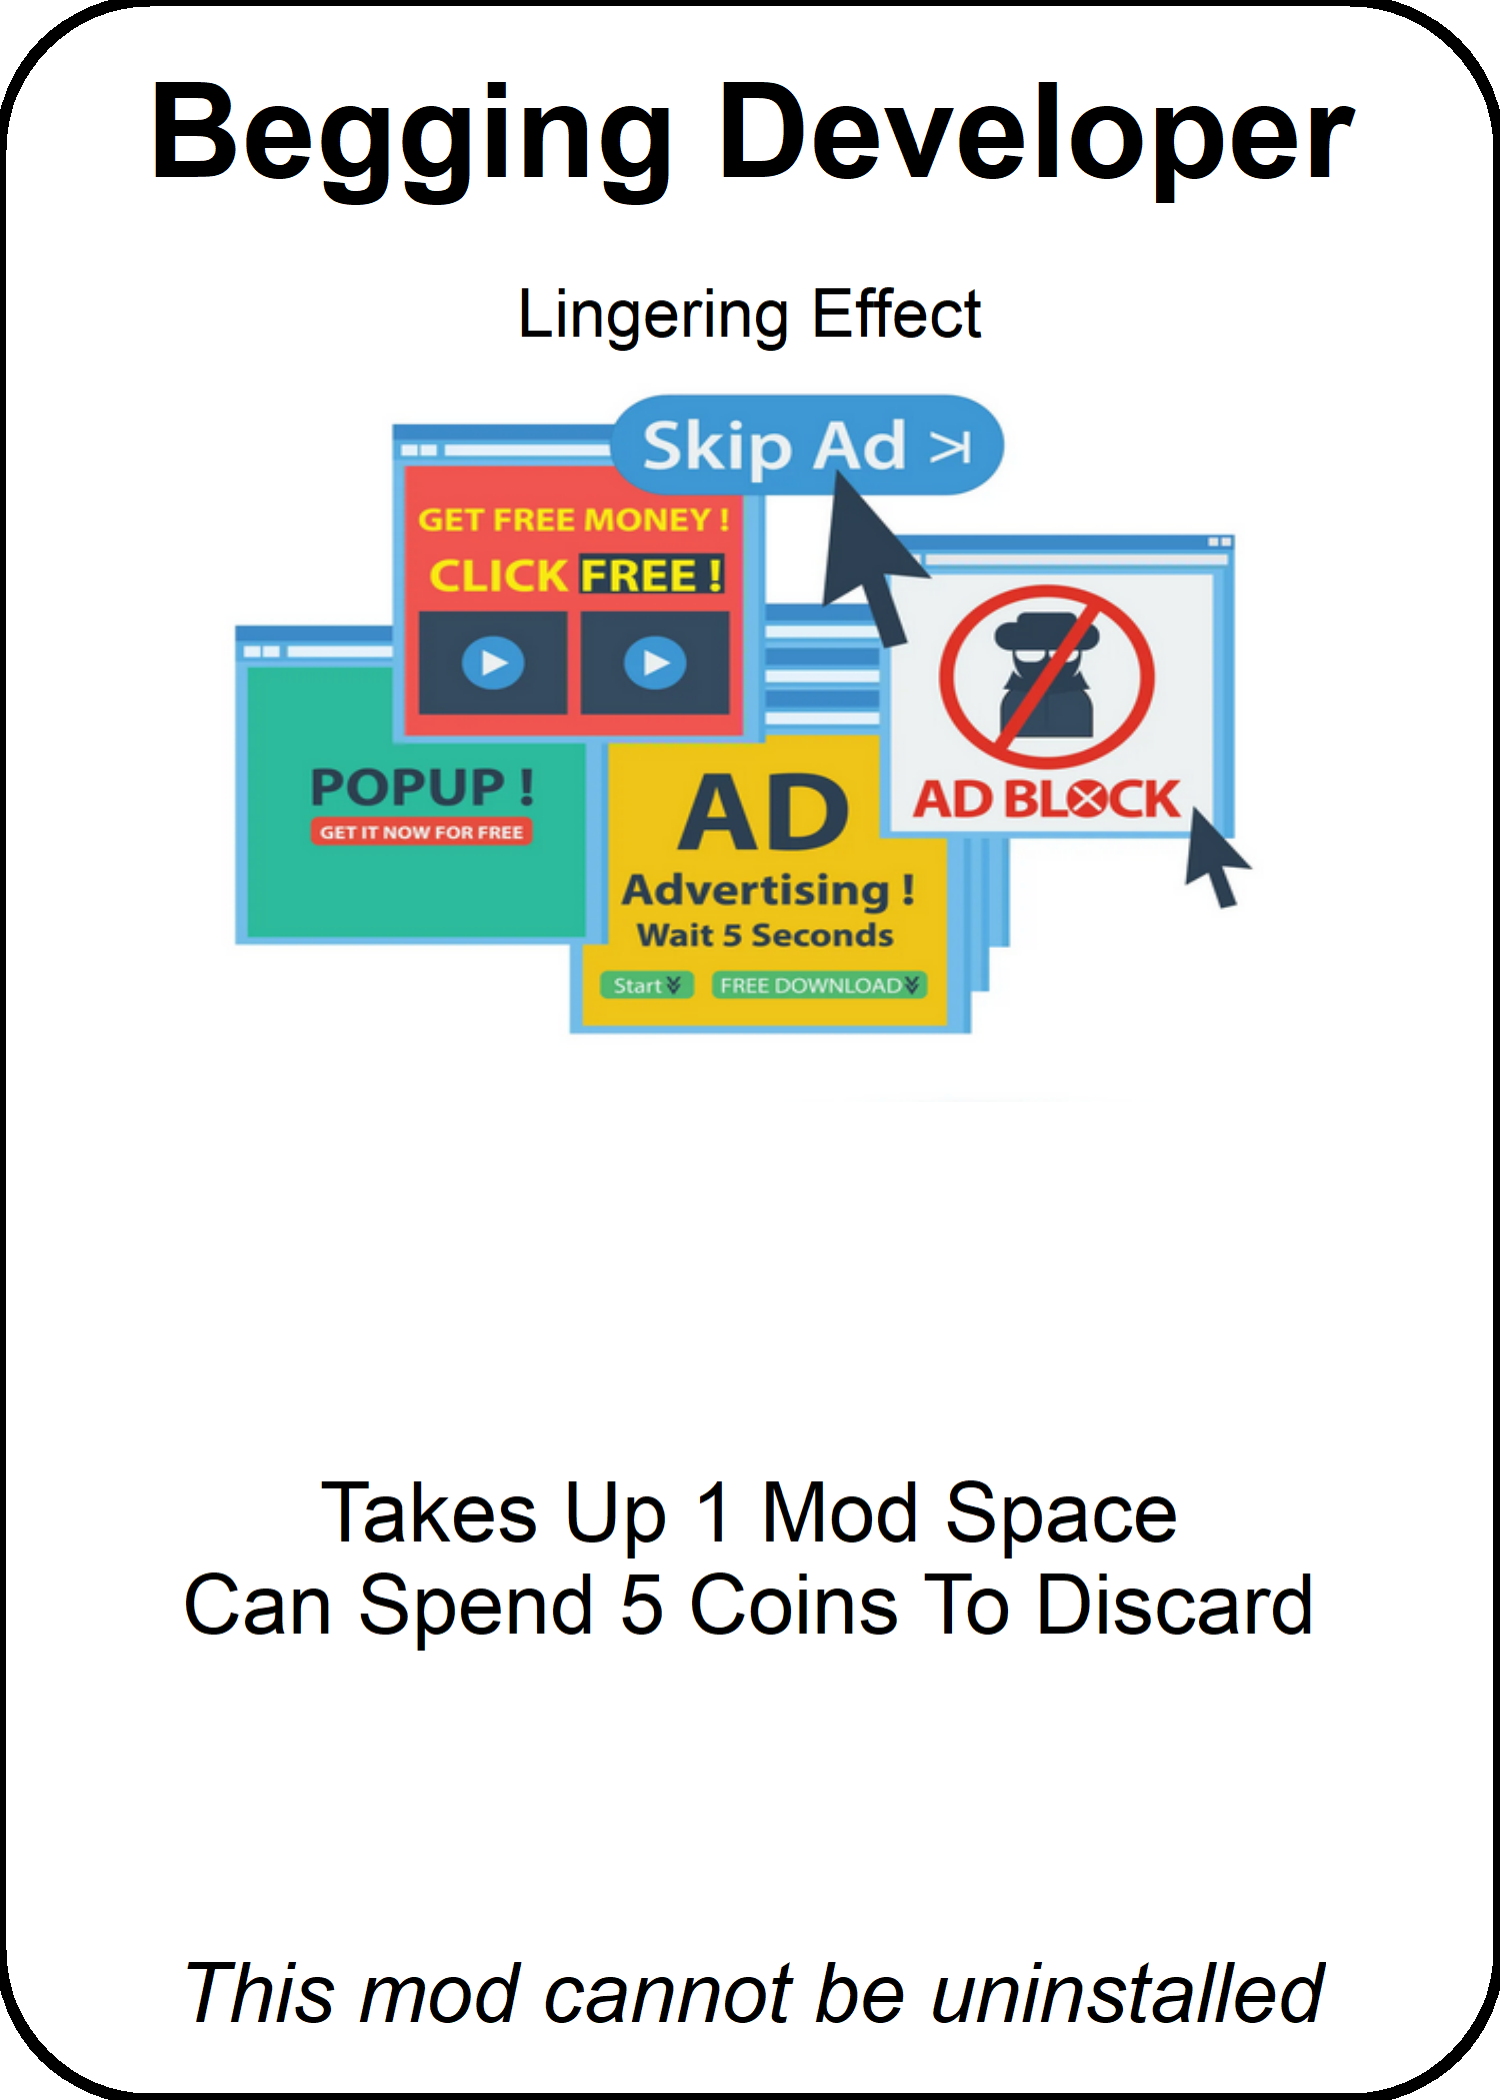 Begging Developer
Lingering Effect
Skip Ad
GET FREE MONEY !
CLICK FREE !
POPUP !
GET IT NOW FOR FREE
AD
Advertising !
Wait 5 Seconds
Start
FREE DOWNLOAD
AD BLOCK
Takes Up 1 Mod Space
Can Spend 5 Coins To Discard
This mod cannot be uninstalled